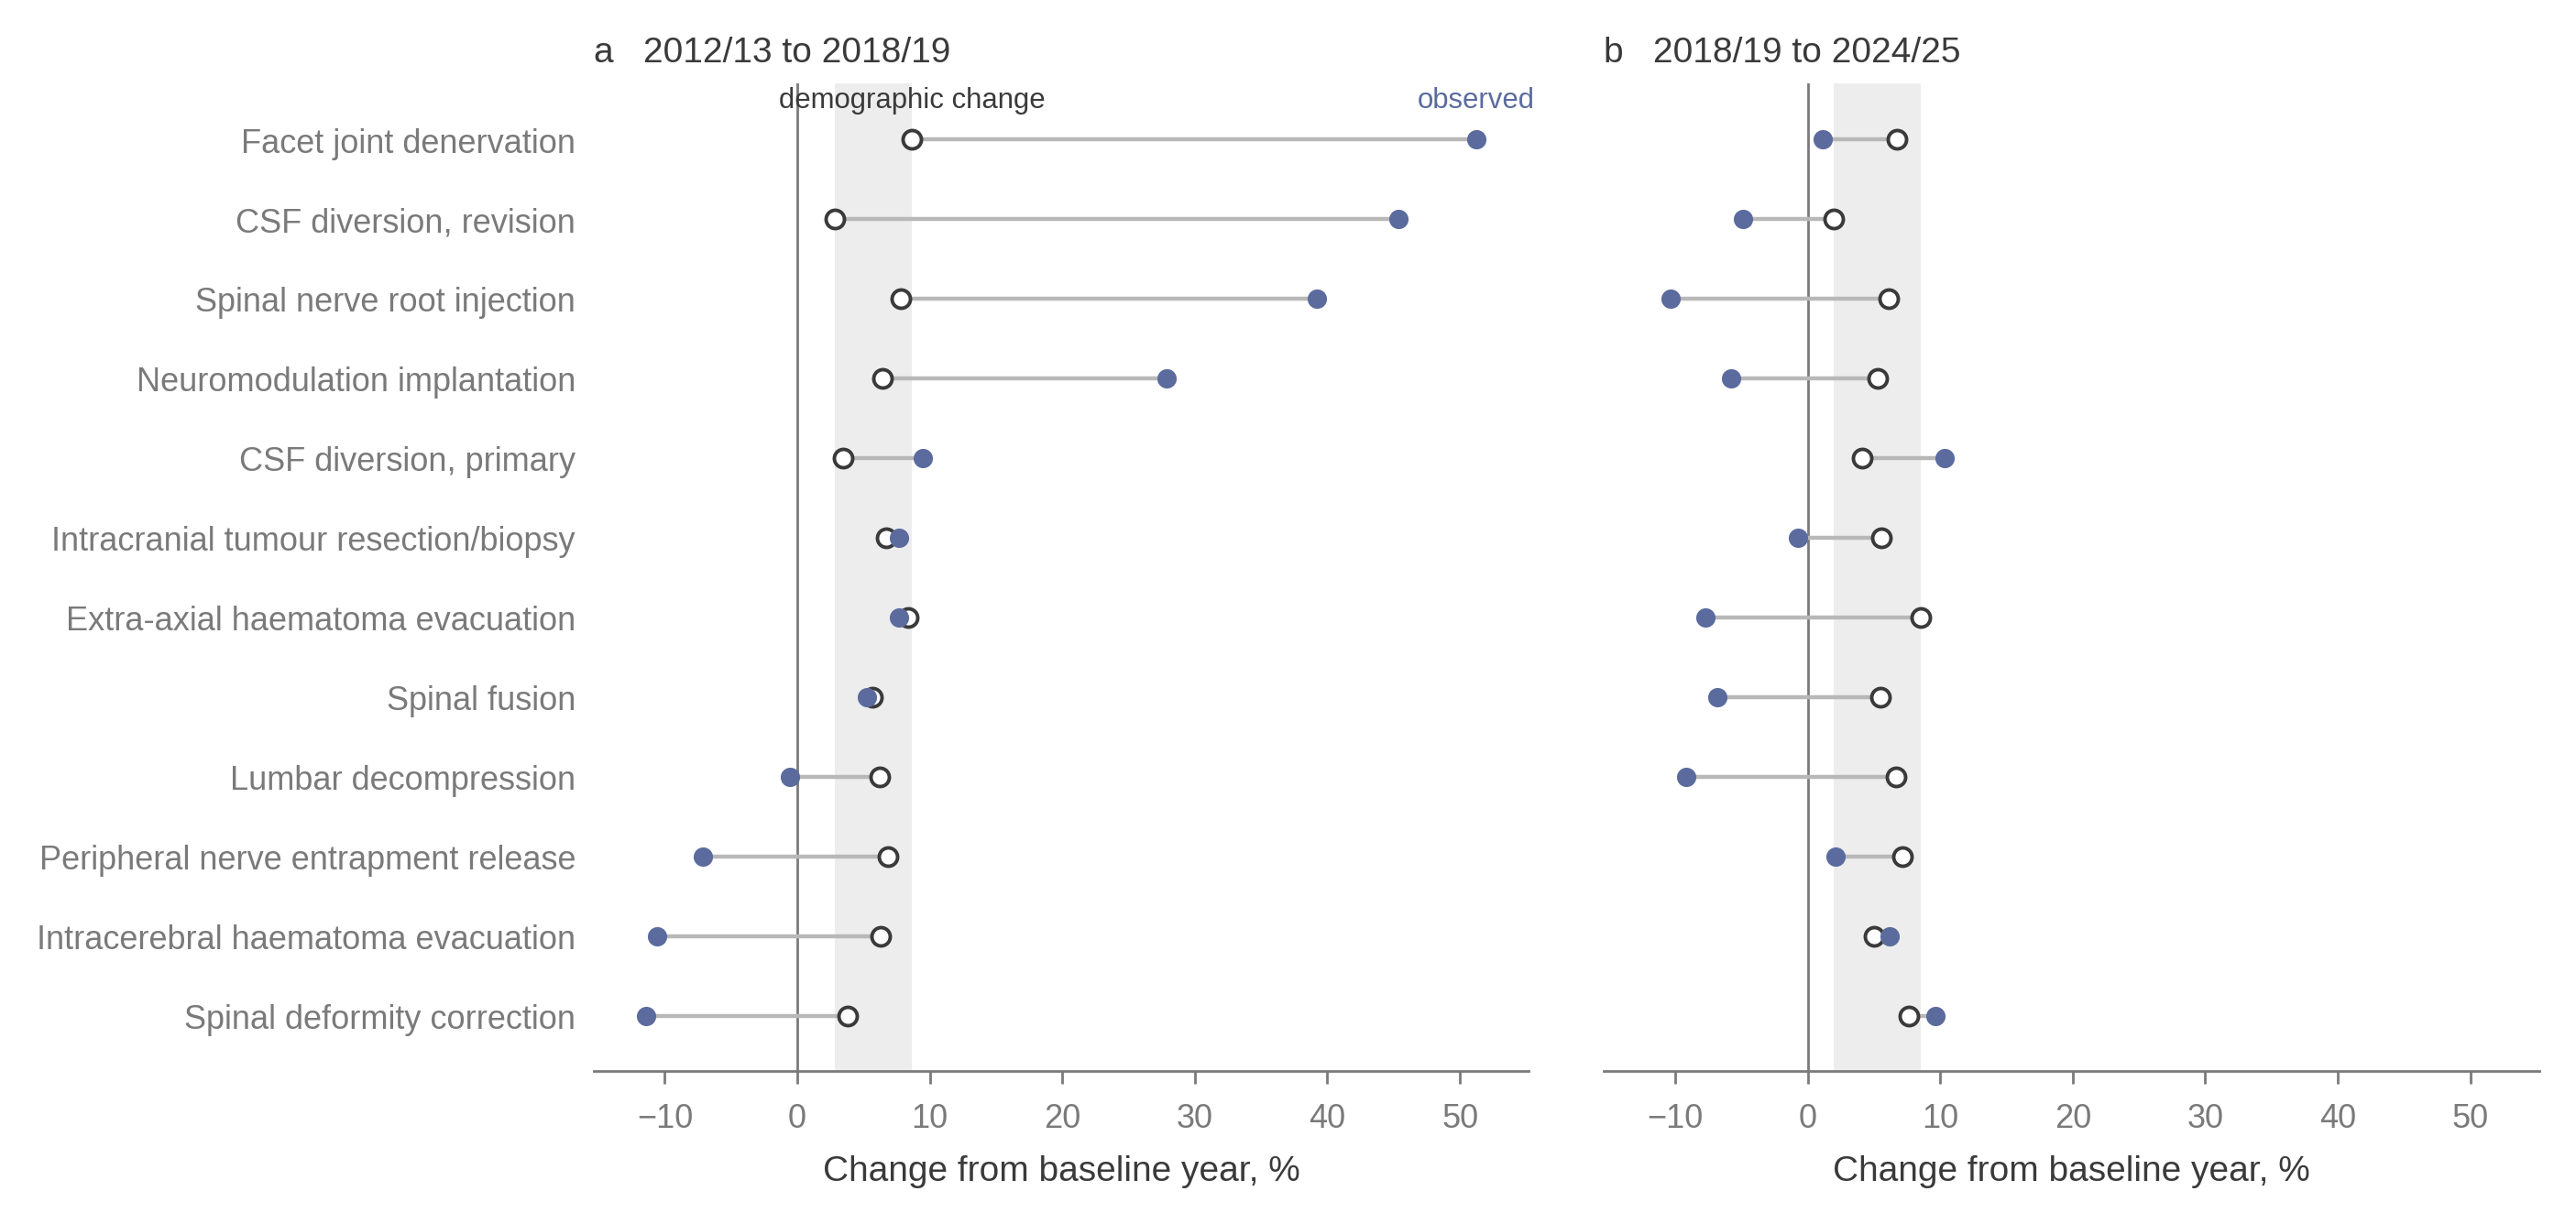 a 2012/13 to 2018/19
b 2018/19 to 2024/25
demographic change
observed
Facet joint denervation
CSF diversion, revision
Spinal nerve root injection
Neuromodulation implantation
CSF diversion, primary
Intracranial tumour resection/biopsy
Extra-axial haematoma evacuation
Spinal fusion
Lumbar decompression
Peripheral nerve entrapment release
Intracerebral haematoma evacuation
Spinal deformity correction
−10 0 10 20 30 40 50
−10 0 10 20 30 40 50
Change from baseline year, %
Change from baseline year, %